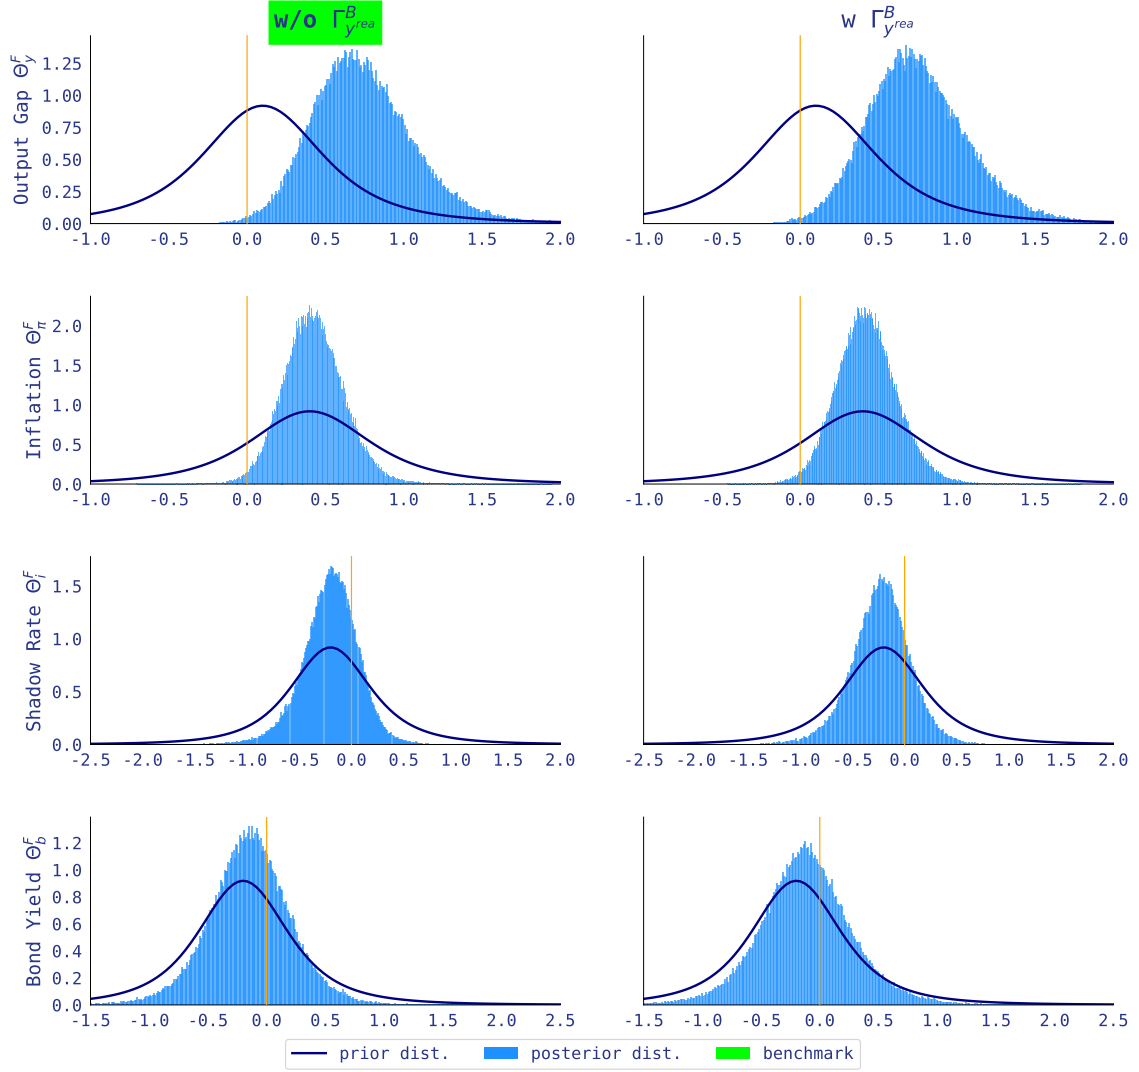 w/o Γ^B_{y^{rea}}
w Γ^B_{y^{rea}}
Output Gap Θ^F_y
1.25
1.00
0.75
0.50
0.25
0.00
-1.0 -0.5 0.0 0.5 1.0 1.5 2.0
-1.0 -0.5 0.0 0.5 1.0 1.5 2.0
Inflation Θ^F_π
2.0
1.5
1.0
0.5
0.0
-1.0 -0.5 0.0 0.5 1.0 1.5 2.0
-1.0 -0.5 0.0 0.5 1.0 1.5 2.0
Shadow Rate Θ^F_i
1.5
1.0
0.5
0.0
-2.5 -2.0 -1.5 -1.0 -0.5 0.0 0.5 1.0 1.5 2.0
-2.5 -2.0 -1.5 -1.0 -0.5 0.0 0.5 1.0 1.5 2.0
Bond Yield Θ^F_b
1.2
1.0
0.8
0.6
0.4
0.2
0.0
-1.5 -1.0 -0.5 0.0 0.5 1.0 1.5 2.0 2.5
-1.5 -1.0 -0.5 0.0 0.5 1.0 1.5 2.0 2.5
prior dist. posterior dist. benchmark